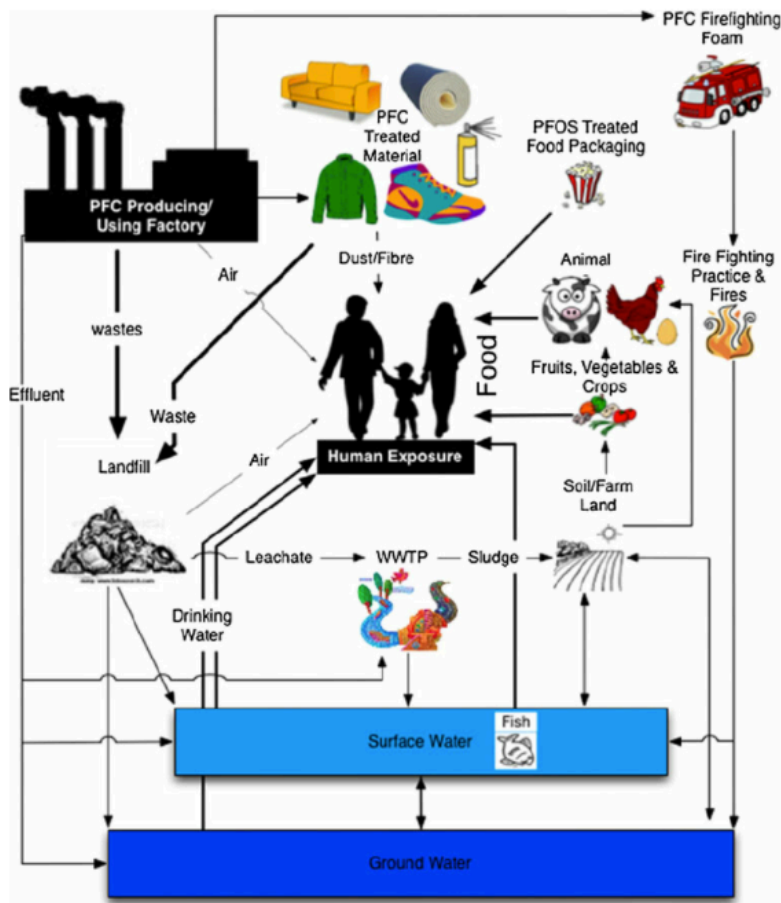 PFC Firefighting
Foam
PFC
Treated
Material
PFOS Treated
Food Packaging
PFC Producing/
Using Factory
Dust/Fibre
Animal
Fire Fighting
Practice &
Fires
Air
wastes
Food
Fruits, Vegetables &
Crops
Effluent
Waste
Landfill
Air
Human Exposure
Soil/Farm
Land
Leachate
WWTP
Sludge
Drinking
Water
Fish
Surface Water
Ground Water